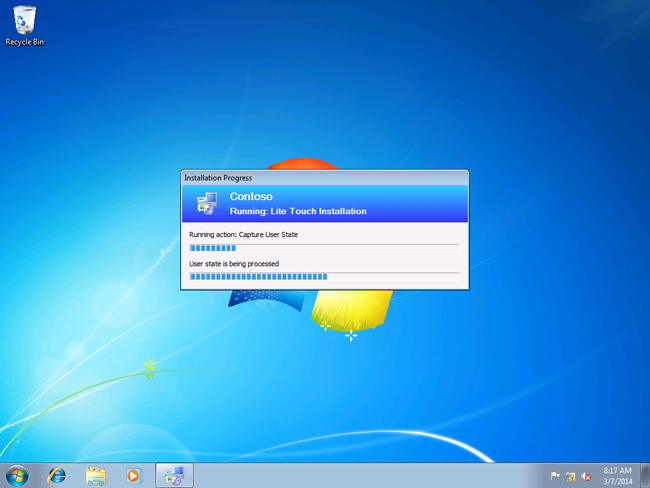 Recycle Bin
Installation Progress
Contoso
Running: Lite Touch Installation
Running action: Capture User State
User state is being processed
8:17 AM
3/7/2014